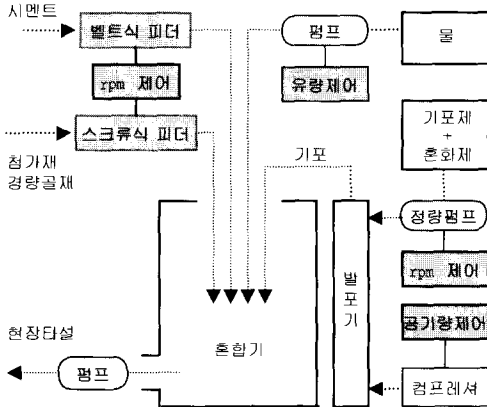 시멘트
벨트식 피더
펌프
물
rpm 제어
유량제어
스크류식 피더
기포제
+
혼화제
첨가재
경량골재
기포
정량펌프
rpm 제어
발포기
공기량제어
현장타설
혼합기
펌프
컴프레셔